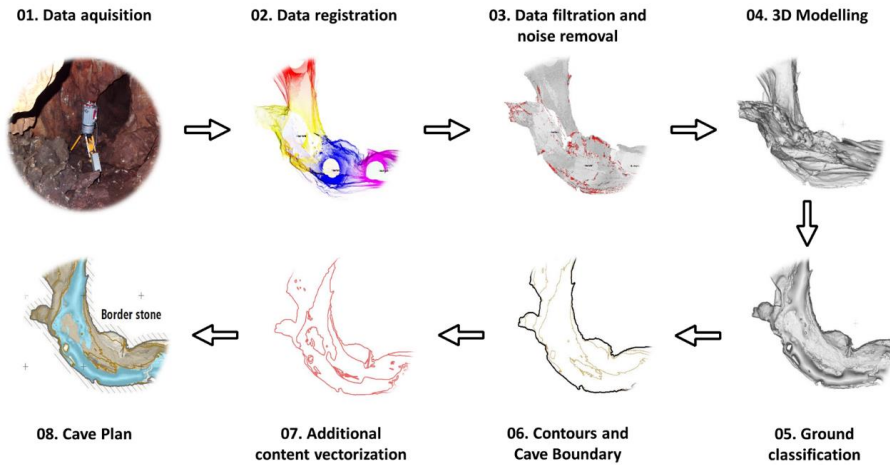 01. Data aquisition
02. Data registration
03. Data filtration and
noise removal
04. 3D Modelling
Border stone
08. Cave Plan
07. Additional
content vectorization
06. Contours and
Cave Boundary
05. Ground
classification